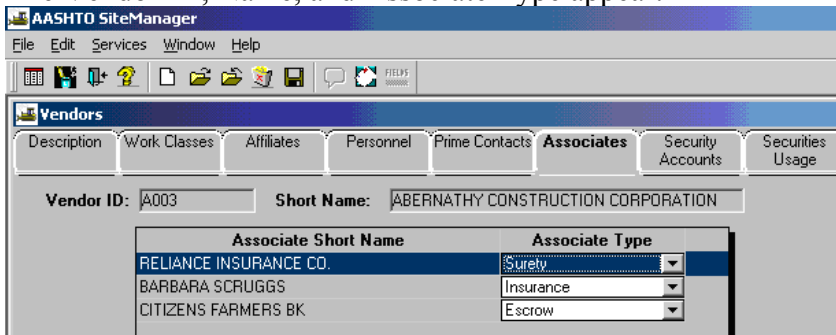 AASHTO SiteManager
File Edit Services Window Help
FIELDS
Vendors
Description Work Classes Affiliates Personnel Prime Contacts Associates Security Accounts Securities Usage
Vendor ID: A003 Short Name: ABERNATHY CONSTRUCTION CORPORATION
Associate Short Name Associate Type
RELIANCE INSURANCE CO. Surety
BARBARA SCRUGGS Insurance
CITIZENS FARMERS BK Escrow